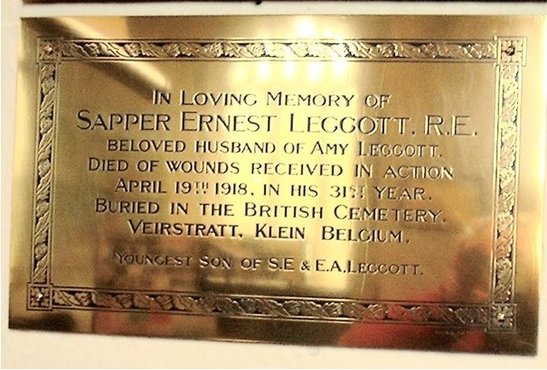 IN LOVING MEMORY OF
SAPPER ERNEST LEGGOTT. R.E.
BELOVED HUSBAND OF AMY LEGGOTT.
DIED OF WOUNDS RECEIVED IN ACTION
APRIL 19TH 1918, IN HIS 31ST YEAR.
BURIED IN THE BRITISH CEMETERY,
VEIRSTRATT, KLEIN BELGIUM.
YOUNGEST SON OF S.E & E.A. LEGGOTT.